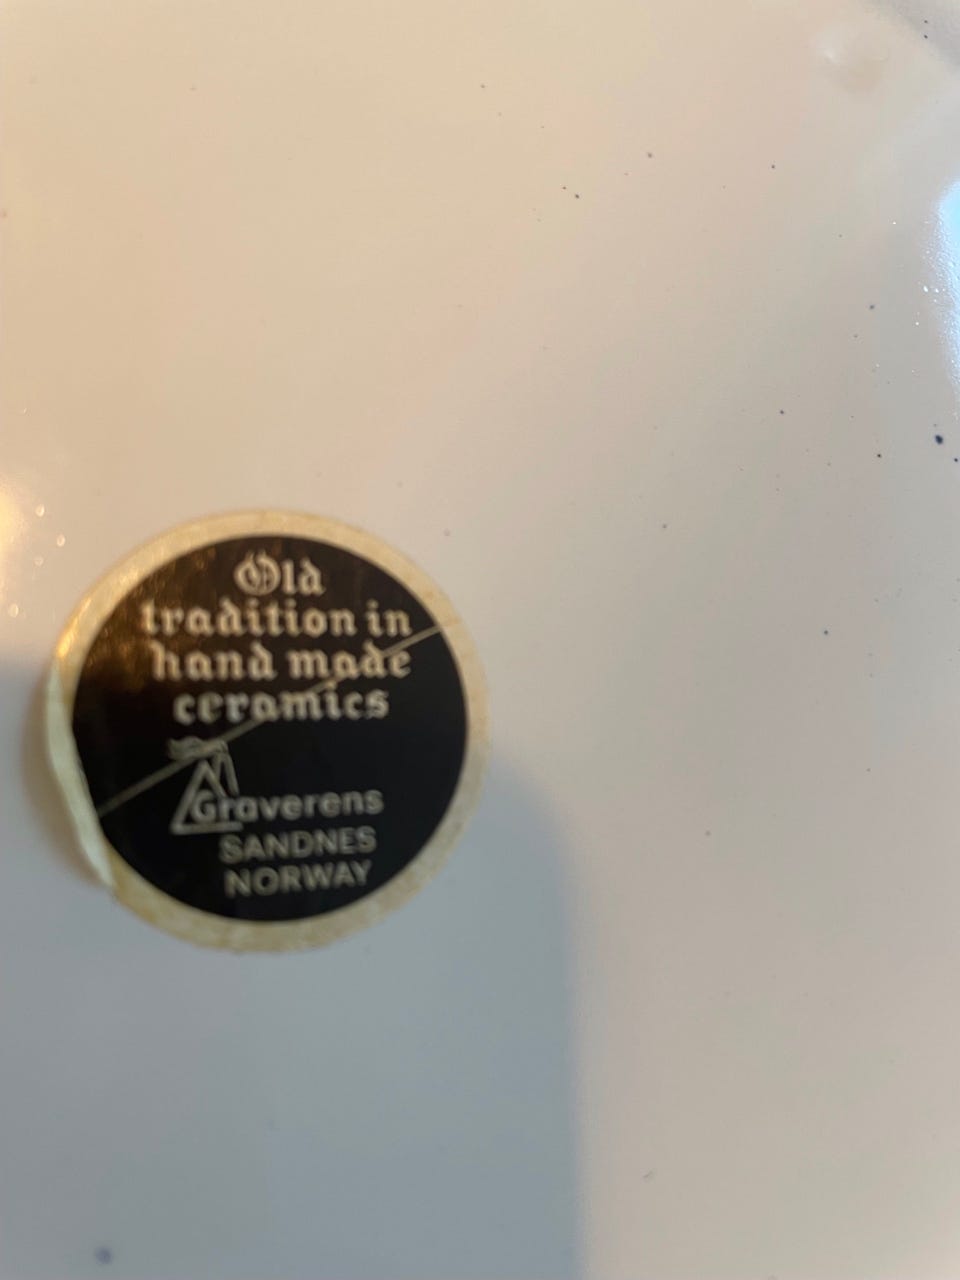 Old
tradition in
hand made
ceramics
Graverens
SANDNES
NORWAY